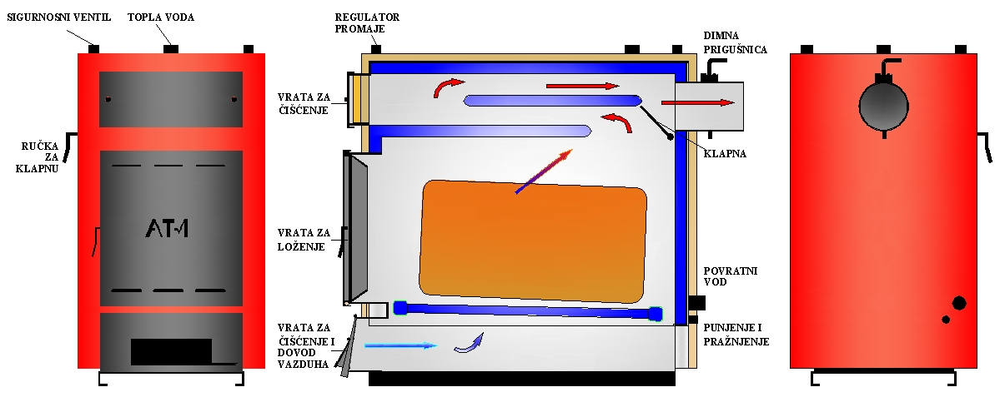 SIGURNOSNI VENTIL
TOPLA VODA
RUČKA
ZA
KLAPNU
ATM
REGULATOR
PROMAJE
DIMNA
PRIGUŠNICA
VRATA ZA
ČIŠĆENJE
KLAPNA
VRATA ZA
LOŽENJE
POVRATNI
VOD
VRATA ZA
ČIŠĆENJE I
DOVOD
VAZDUHA
PUNJENJE I
PRAŽNJENJE